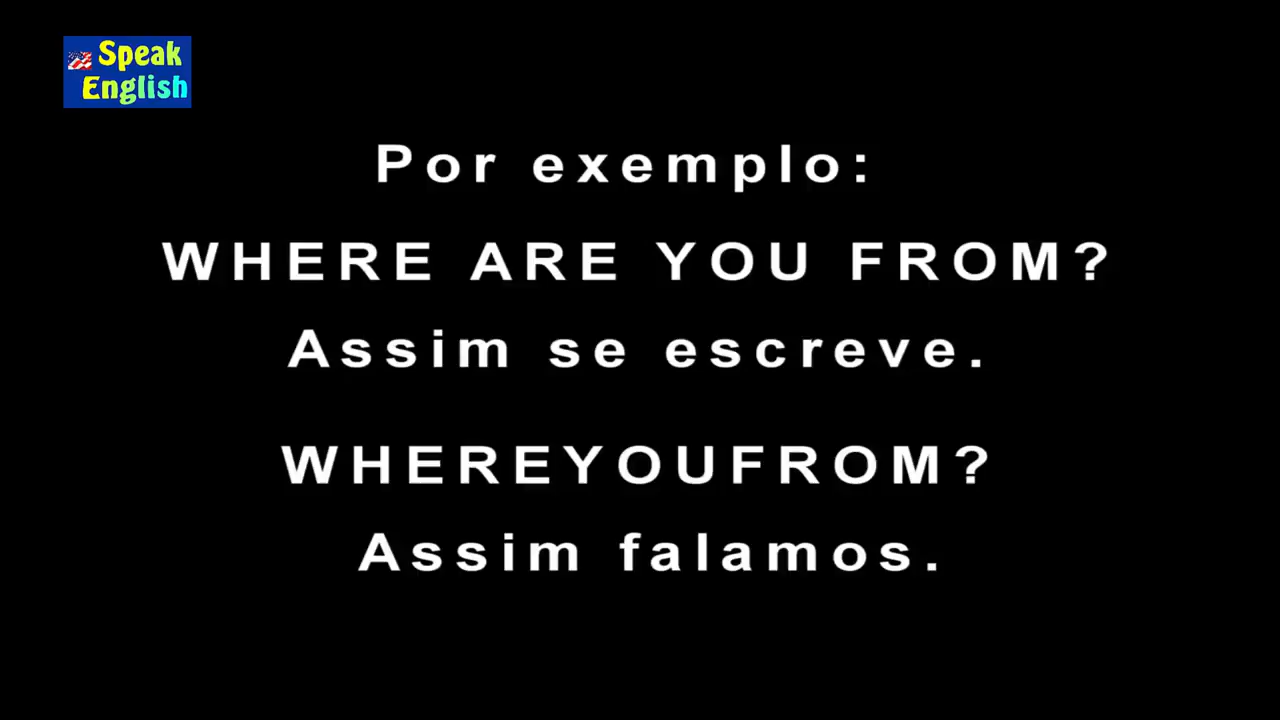 Speak
English
Por exemplo:
WHERE ARE YOU FROM?
Assim se escreve.
WHEREYOUFROM?
Assim falamos.